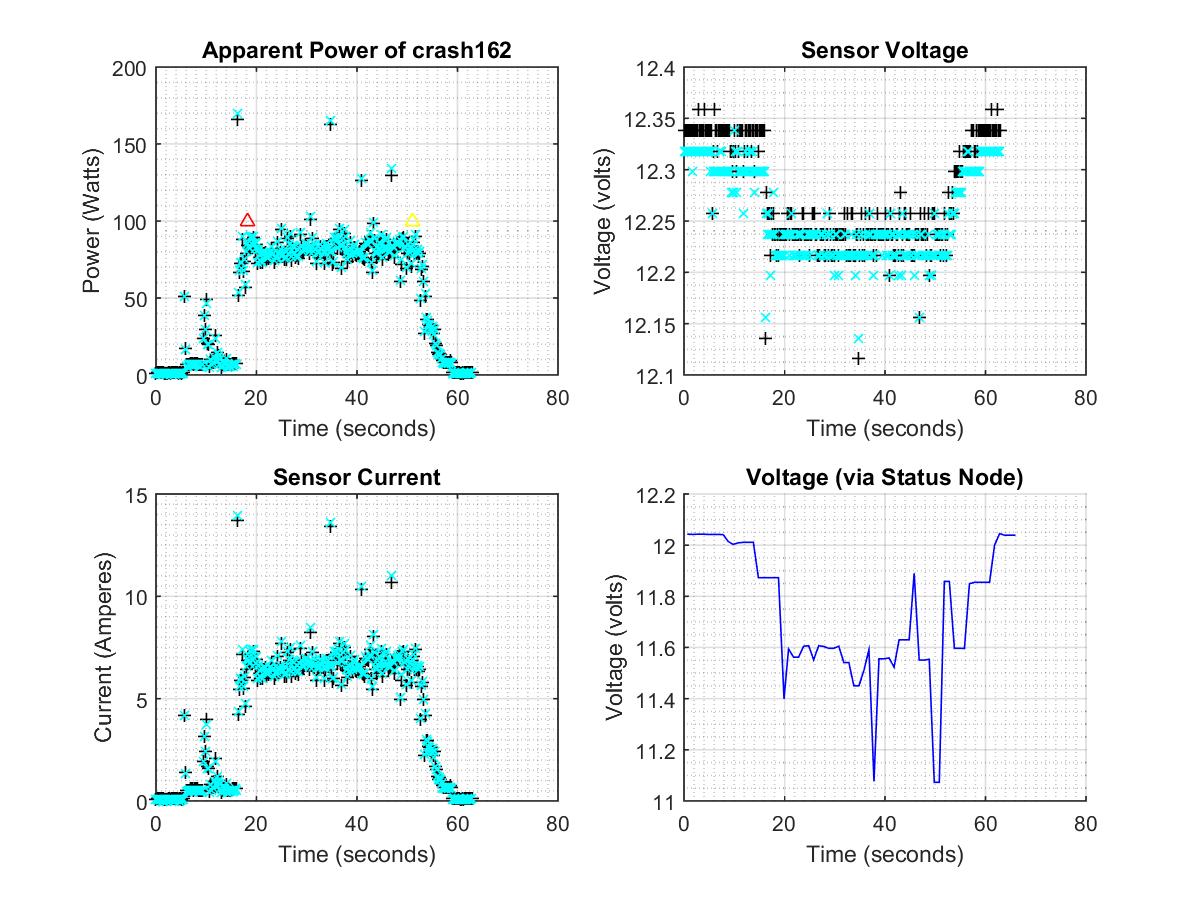 Apparent Power of crash162
200
150
100
50
0
Power (Watts)
0 20 40 60 80
Time (seconds)
Sensor Voltage
12.4
12.35
12.3
12.25
12.2
12.15
12.1
Voltage (volts)
0 20 40 60 80
Time (seconds)
Sensor Current
15
10
5
0
Current (Amperes)
0 20 40 60 80
Time (seconds)
Voltage (via Status Node)
12.2
12
11.8
11.6
11.4
11.2
11
Voltage (volts)
0 20 40 60 80
Time (seconds)